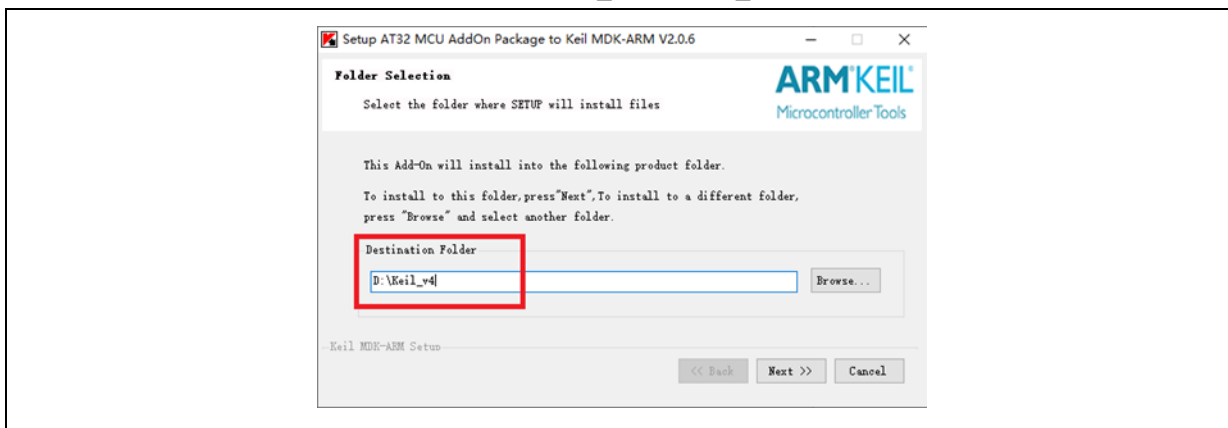 Setup AT32 MCU AddOn Package to Keil MDK-ARM V2.0.6
Folder Selection
Select the folder where SETUP will install files
ARM KEIL
Microcontroller Tools
This Add-On will install into the following product folder.
To install to this folder,press"Next",To install to a different folder,
press "Browse" and select another folder.
Destination Folder
D:\Keil_v4
Browse...
Keil MDK-ARM Setup
<< Back
Next >>
Cancel